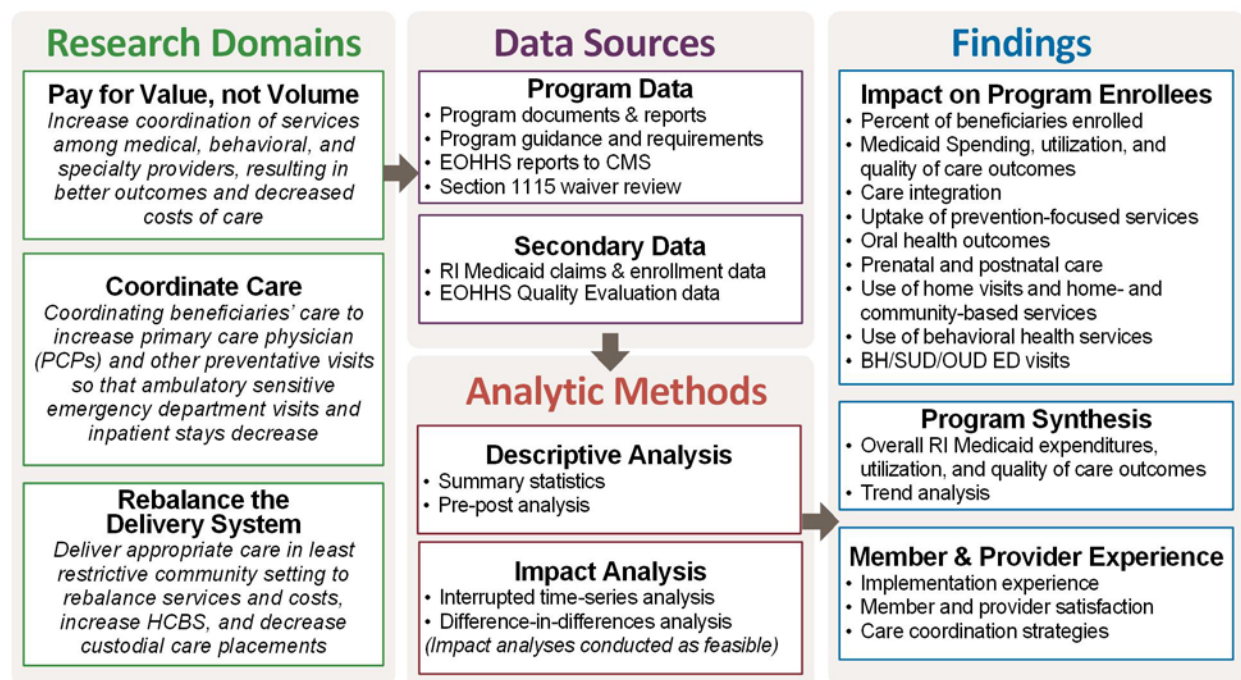 Research Domains
Pay for Value, not Volume
Increase coordination of services
among medical, behavioral, and
specialty providers, resulting in
better outcomes and decreased
costs of care
Coordinate Care
Coordinating beneficiaries' care to
increase primary care physician
(PCPs) and other preventative visits
so that ambulatory sensitive
emergency department visits and
inpatient stays decrease
Rebalance the
Delivery System
Deliver appropriate care in least
restrictive community setting to
rebalance services and costs,
increase HCBS, and decrease
custodial care placements
Data Sources
Program Data
• Program documents & reports
• Program guidance and requirements
• EOHHS reports to CMS
• Section 1115 waiver review
Secondary Data
• RI Medicaid claims & enrollment data
• EOHHS Quality Evaluation data
Analytic Methods
Descriptive Analysis
• Summary statistics
• Pre-post analysis
Impact Analysis
• Interrupted time-series analysis
• Difference-in-differences analysis
(Impact analyses conducted as feasible)
Findings
Impact on Program Enrollees
• Percent of beneficiaries enrolled
• Medicaid Spending, utilization, and
quality of care outcomes
• Care integration
• Uptake of prevention-focused services
• Oral health outcomes
• Prenatal and postnatal care
• Use of home visits and home- and
community-based services
• Use of behavioral health services
• BH/SUD/OUD ED visits
Program Synthesis
• Overall RI Medicaid expenditures,
utilization, and quality of care outcomes
• Trend analysis
Member & Provider Experience
• Implementation experience
• Member and provider satisfaction
• Care coordination strategies